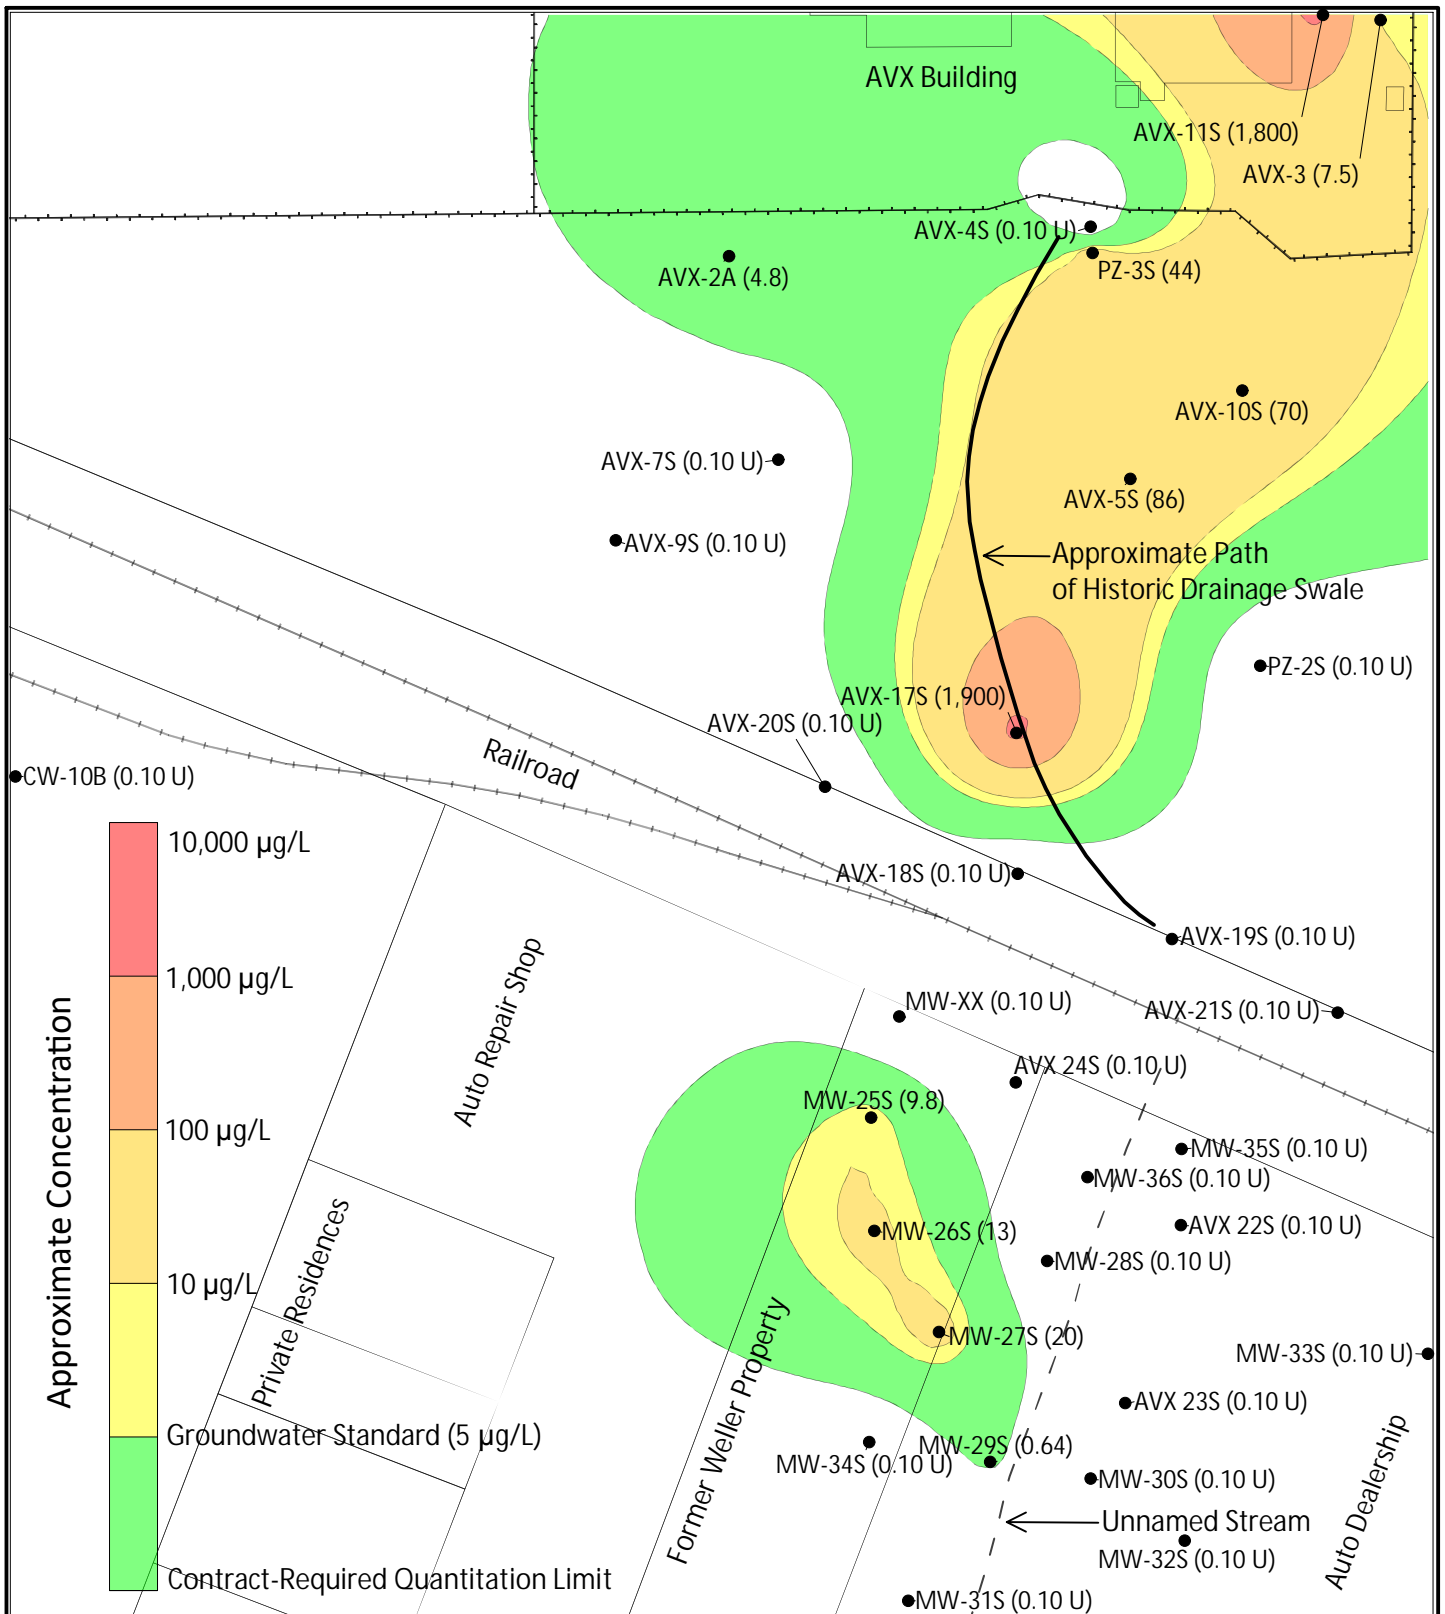 AVX Building
AVX-11S (1,800)
AVX-3 (7.5)
AVX-4S (0.10 U)
AVX-2A (4.8)
PZ-3S (44)
AVX-10S (70)
AVX-7S (0.10 U)
AVX-5S (86)
AVX-9S (0.10 U)
Approximate Path
of Historic Drainage Swale
PZ-2S (0.10 U)
AVX-17S (1,900)
AVX-20S (0.10 U)
Railroad
CW-10B (0.10 U)
10,000 µg/L
AVX-18S (0.10 U)
AVX-19S (0.10 U)
1,000 µg/L
Auto Repair Shop
MW-XX (0.10 U)
AVX-21S (0.10 U)
AVX 24S (0.10 U)
MW-25S (9.8)
100 µg/L
MW-35S (0.10 U)
MW-36S (0.10 U)
Approximate Concentration
Private Residences
MW-26S (13)
AVX 22S (0.10 U)
MW-28S (0.10 U)
10 µg/L
MW-27S (20)
MW-33S (0.10 U)
AVX 23S (0.10 U)
Groundwater Standard (5 µg/L)
Former Weller Property
MW-34S (0.10 U)
MW-29S (0.64)
MW-30S (0.10 U)
Auto Dealership
Unnamed Stream
MW-32S (0.10 U)
Contract-Required Quantitation Limit
MW-31S (0.10 U)